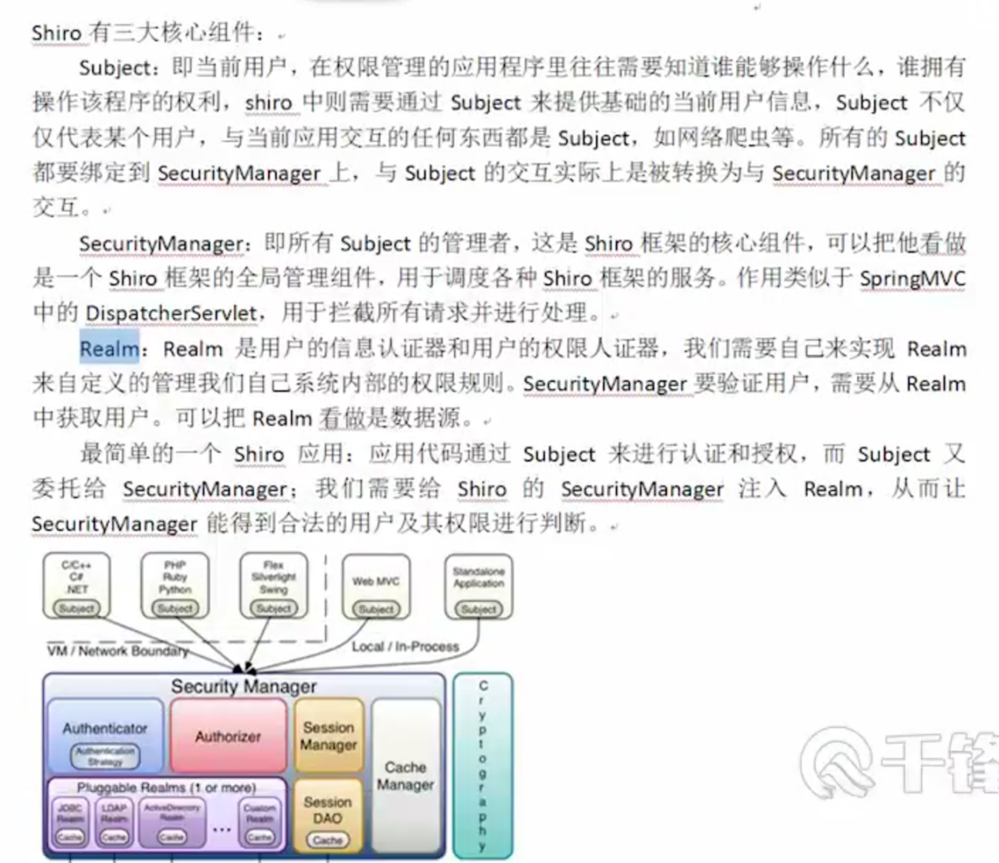 Shiro 有三大核心组件：
Subject：即当前用户，在权限管理的应用程序里往往需要知道谁能够操作什么，谁拥有
操作该程序的权利，shiro 中则需要通过 Subject 来提供基础的当前用户信息，Subject 不仅
仅代表某个用户，与当前应用交互的任何东西都是 Subject，如网络爬虫等。所有的 Subject
都要绑定到 SecurityManager 上，与 Subject 的交互实际上是被转换为与 SecurityManager 的
交互。
SecurityManager：即所有 Subject 的管理者，这是 Shiro 框架的核心组件，可以把他看做
是一个 Shiro 框架的全局管理组件，用于调度各种 Shiro 框架的服务。作用类似于 SpringMVC
中的 DispatcherServlet，用于拦截所有请求并进行处理。
Realm：Realm 是用户的信息认证器和用户的权限人证器，我们需要自己来实现 Realm
来自定义的管理我们自己系统内部的权限规则。SecurityManager 要验证用户，需要从 Realm
中获取用户。可以把 Realm 看做是数据源。
最简单的一个 Shiro 应用：应用代码通过 Subject 来进行认证和授权，而 Subject 又
委托给 SecurityManager；我们需要给 Shiro 的 SecurityManager 注入 Realm，从而让
SecurityManager 能得到合法的用户及其权限进行判断。
C/C++
C#
.NET
Subject
PHP
Ruby
Python
Subject
Flex
Silverlight
Swing
Subject
Web MVC
Subject
Standalone
Application
Subject
VM / Network Boundary
Local / In-Process
Security Manager
Authenticator
Authentication
Strategy
Authorizer
Session
Manager
Cache
Manager
Cryptography
Pluggable Realms (1 or more)
JDBC
Realm
Cache
LDAP
Realm
Cache
ActiveDirectory
Realm
Cache
...
Custom
Realm
Cache
Session
DAO
Cache
千锋